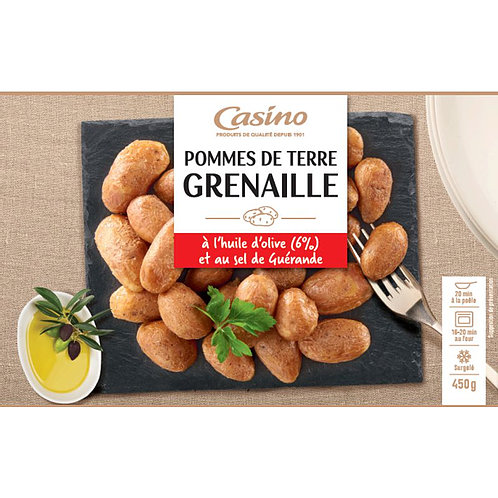 Casino
PRODUITS DE QUALITÉ DEPUIS 1901
POMMES DE TERRE
GRENAILLE
à l'huile d'olive (6%)
et au sel de Guérande
20 min
à la poêle
16-20 min
au four
Surgelé
450g